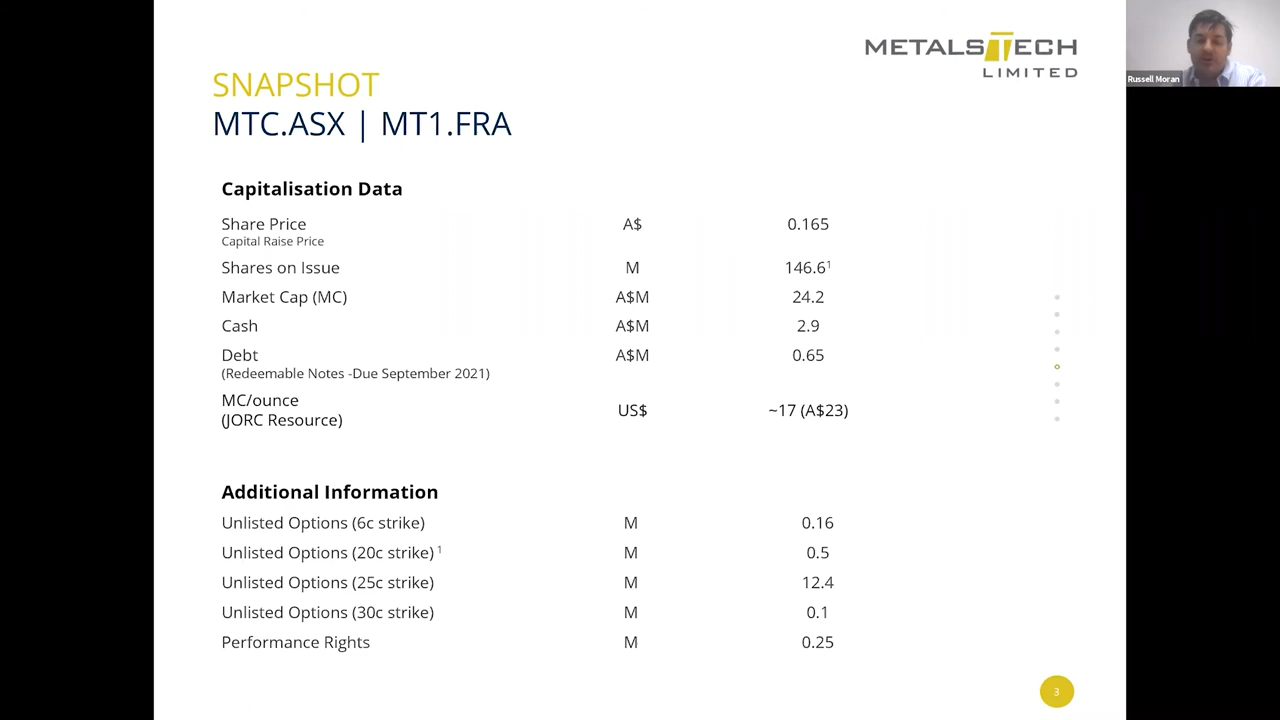 METALSTECH
LIMITED
Russell Moran
SNAPSHOT
MTC.ASX | MT1.FRA
Capitalisation Data
Share Price A$ 0.165
Capital Raise Price
Shares on Issue M 146.6¹
Market Cap (MC) A$M 24.2
Cash A$M 2.9
Debt A$M 0.65
(Redeemable Notes -Due September 2021)
MC/ounce
(JORC Resource) US$ ~17 (A$23)
Additional Information
Unlisted Options (6c strike) M 0.16
Unlisted Options (20c strike) ¹ M 0.5
Unlisted Options (25c strike) M 12.4
Unlisted Options (30c strike) M 0.1
Performance Rights M 0.25
3